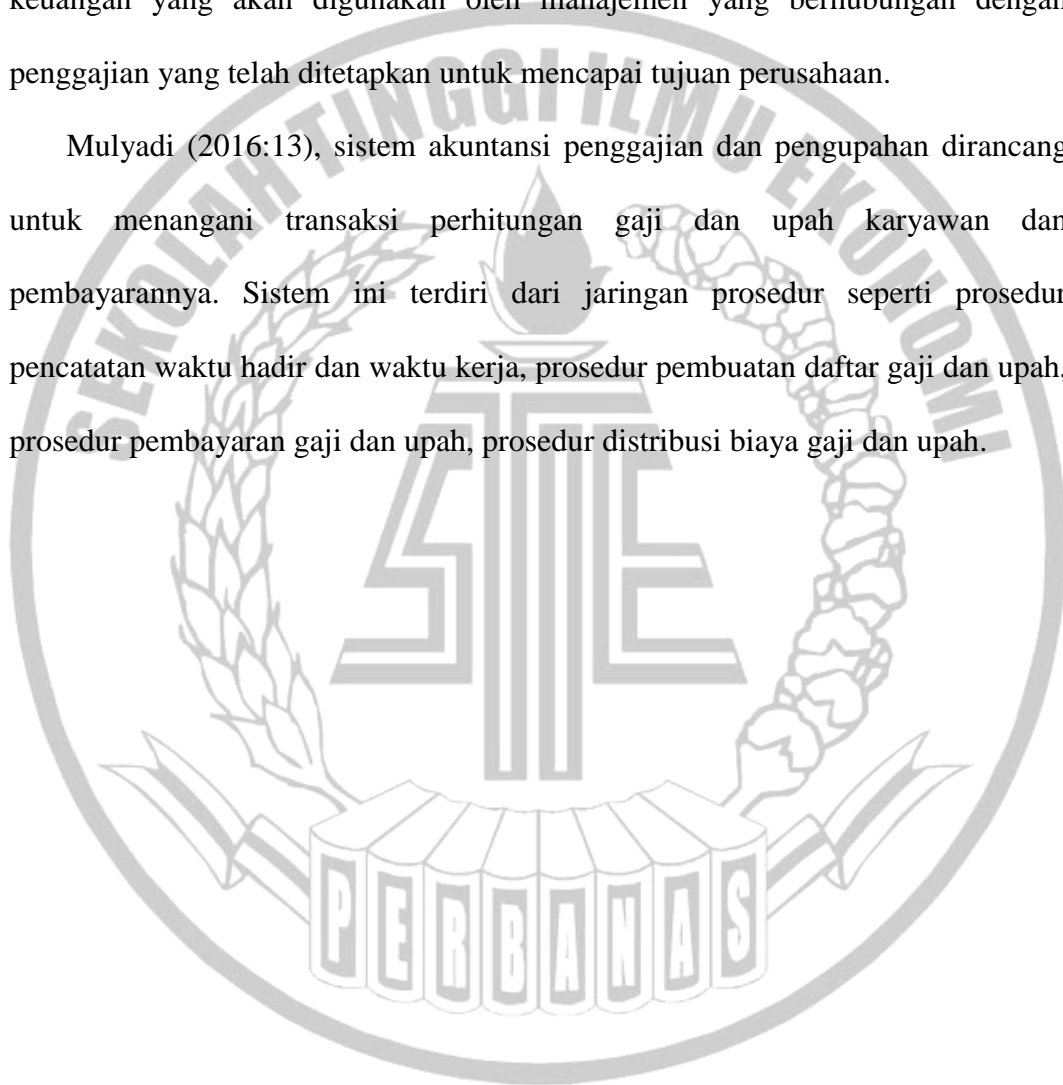 keuangan yang akan digunakan oleh manajemen yang berhubungan dengan
penggajian yang telah ditetapkan untuk mencapai tujuan perusahaan.
Mulyadi (2016:13), sistem akuntansi penggajian dan pengupahan dirancang
untuk menangani transaksi perhitungan gaji dan upah karyawan dan
pembayarannya. Sistem ini terdiri dari jaringan prosedur seperti prosedur
pencatatan waktu hadir dan waktu kerja, prosedur pembuatan daftar gaji dan upah,
prosedur pembayaran gaji dan upah, prosedur distribusi biaya gaji dan upah.
SEKOLAH TINGGI ILMU EKONOMI
STIE
PERBANAS